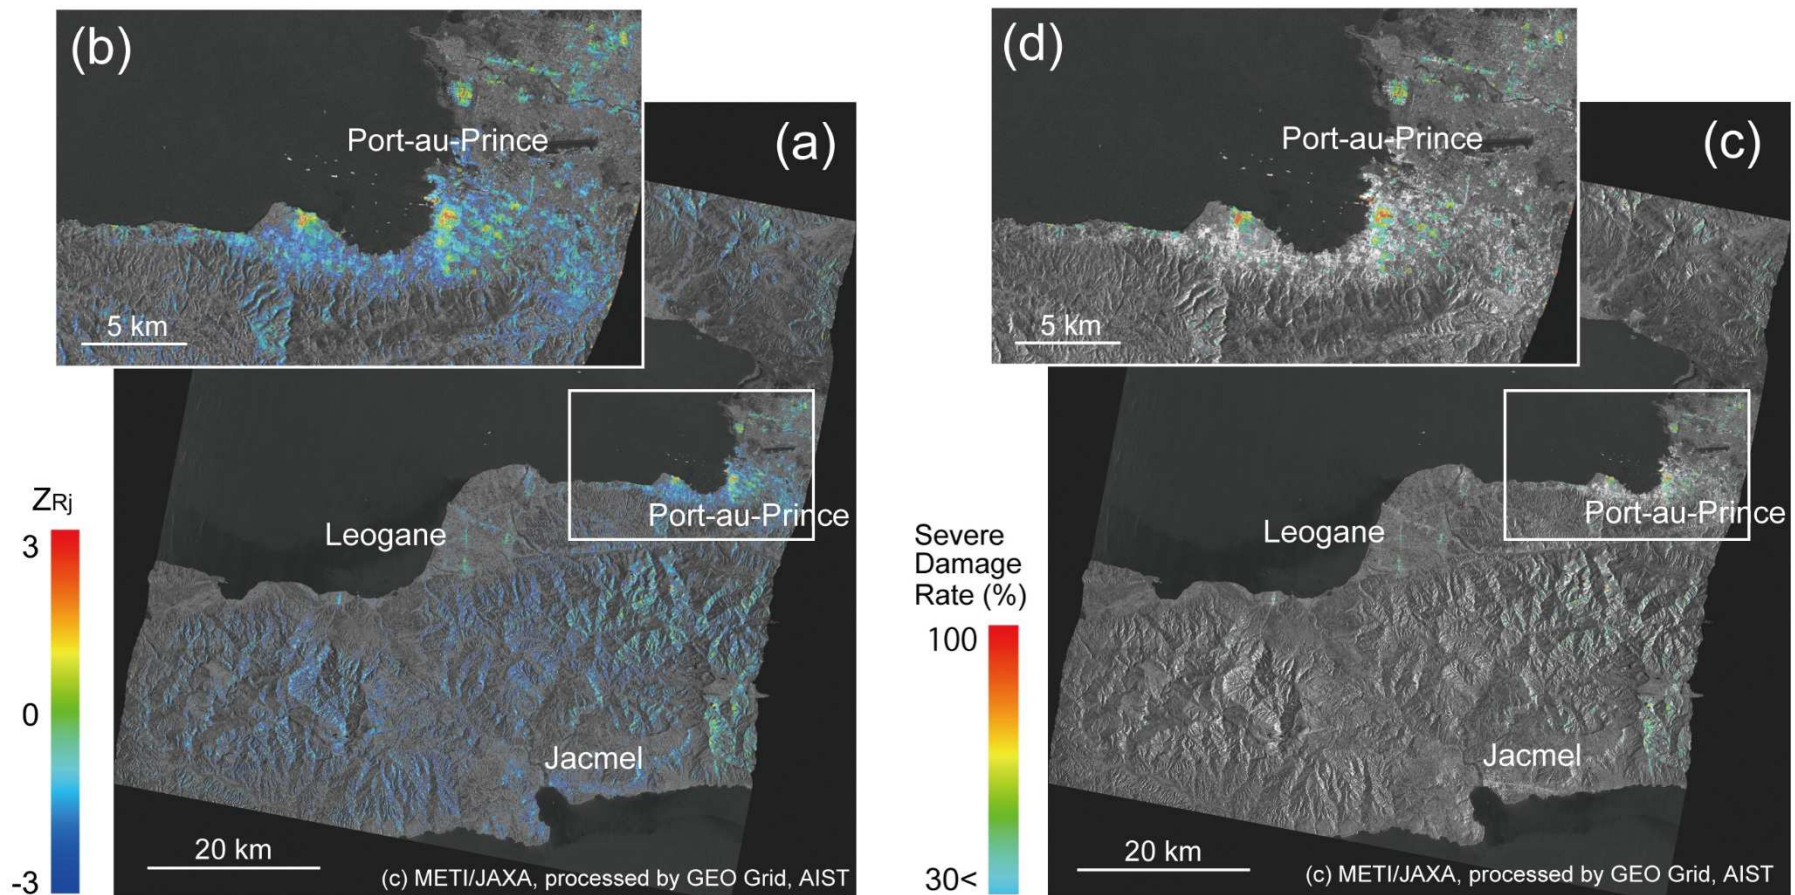 (b)
Port-au-Prince
5 km
(a)
Leogane
Port-au-Prince
Jacmel
20 km
(c) METI/JAXA, processed by GEO Grid, AIST
ZRj
3
0
-3
(d)
Port-au-Prince
5 km
(c)
Leogane
Port-au-Prince
Jacmel
20 km
(c) METI/JAXA, processed by GEO Grid, AIST
Severe
Damage
Rate (%)
100
30<